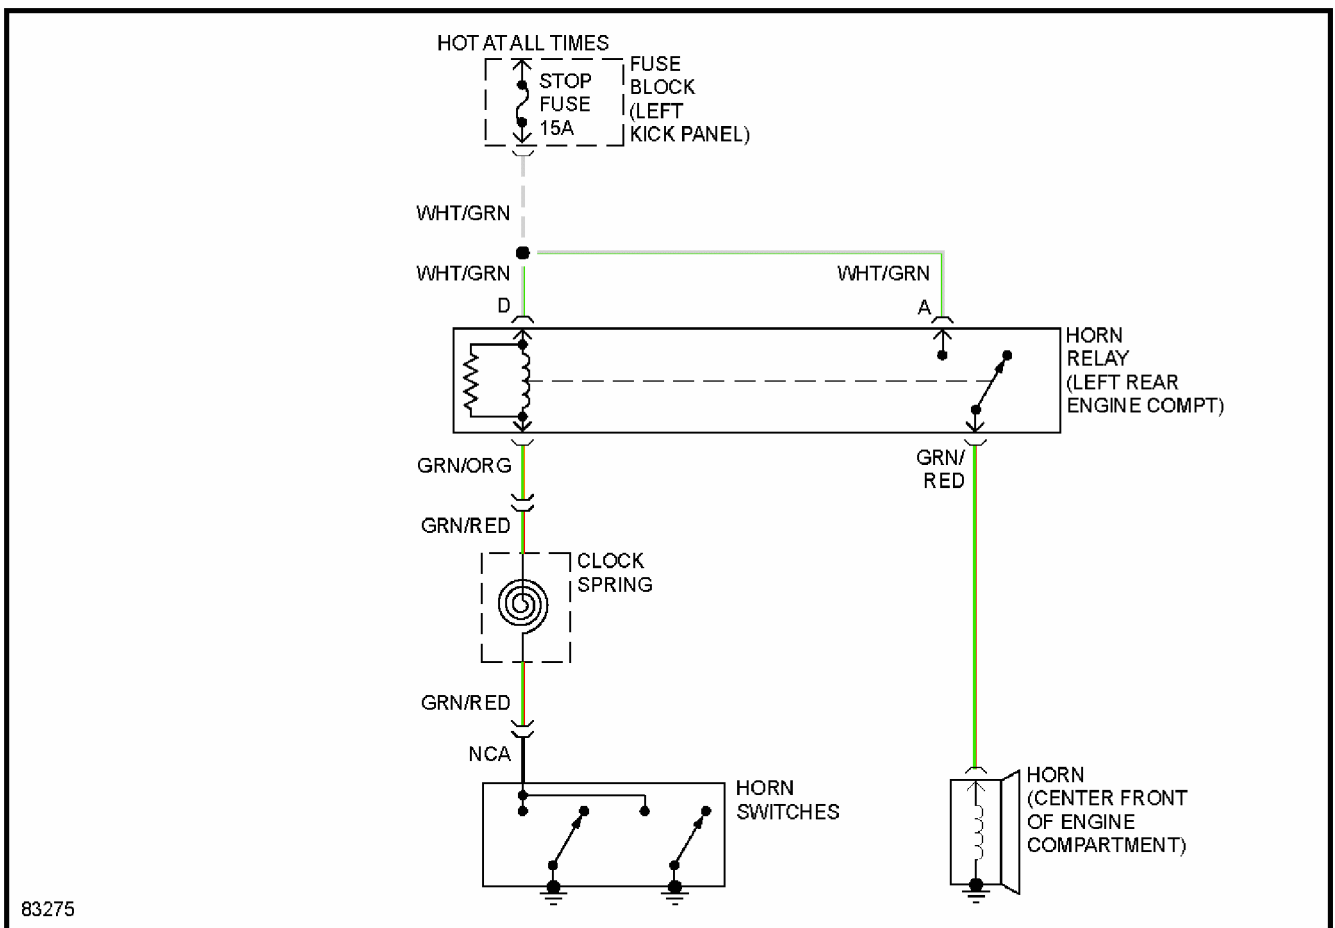 HOT AT ALL TIMES
STOP
FUSE
15A
FUSE
BLOCK
(LEFT
KICK PANEL)
WHT/GRN
WHT/GRN
D
WHT/GRN
A
HORN
RELAY
(LEFT REAR
ENGINE COMPT)
GRN/ORG
GRN/
RED
GRN/RED
CLOCK
SPRING
GRN/RED
NCA
HORN
SWITCHES
HORN
(CENTER FRONT
OF ENGINE
COMPARTMENT)
83275